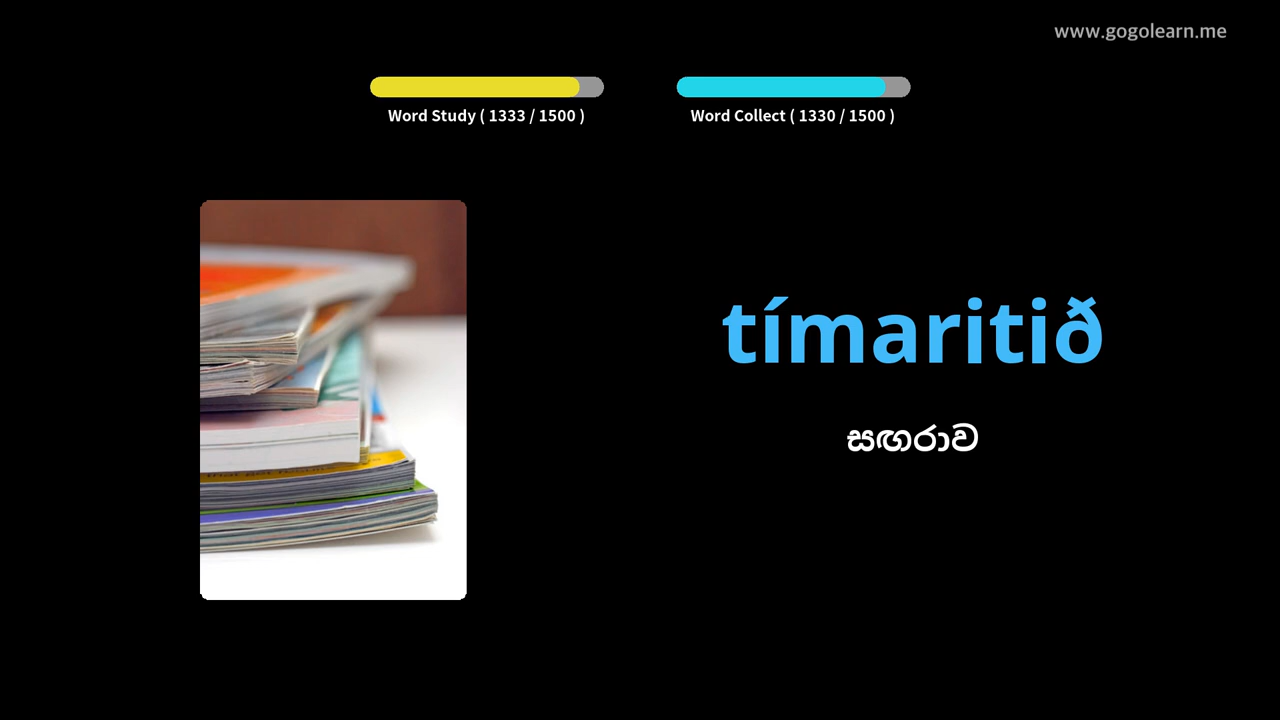 www.gogolearn.me
Word Study ( 1333 / 1500 )
Word Collect ( 1330 / 1500 )
tímaritið
සඟරාව